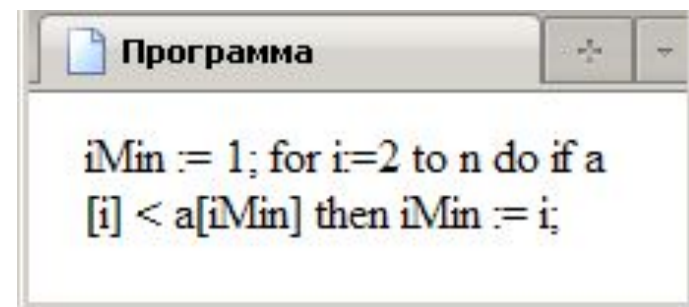 Программа
iMin := 1; for i:=2 to n do if a
[i] < a[iMin] then iMin := i;